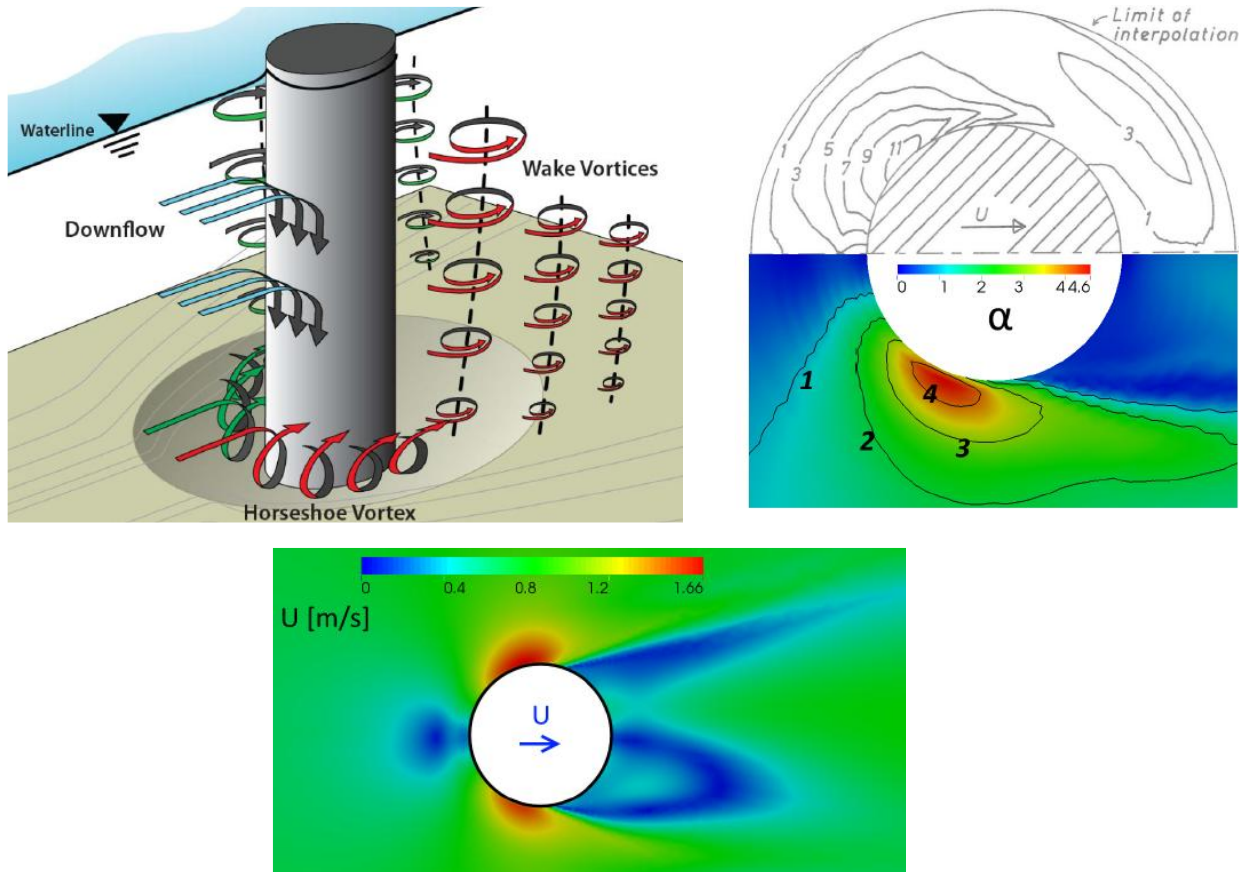 Waterline
Downflow
Wake Vortices
Horseshoe Vortex
Limit of
interpolation
1
3
5
7
9
11
3
1
U
0 1 2 3 4 4.6
α
1
2
3
4
0 0.4 0.8 1.2 1.66
U [m/s]
U